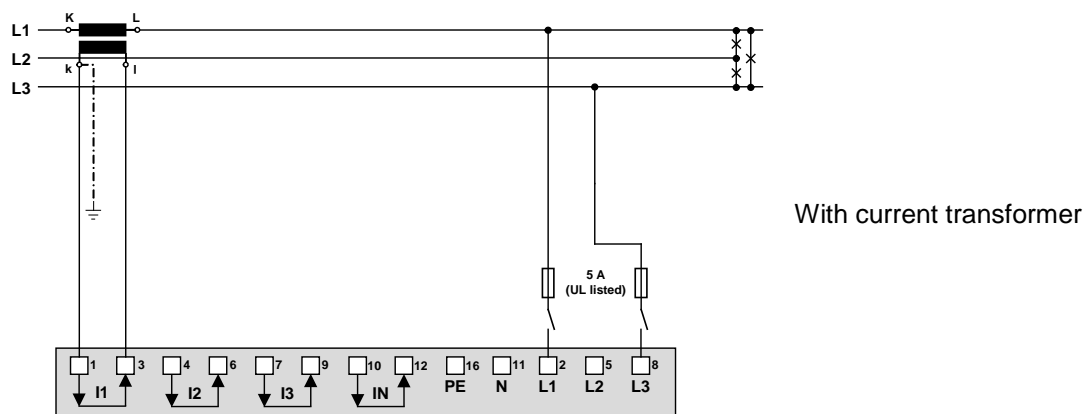 K L
L1
L2
k l
L3
With current transformer
5 A
(UL listed)
1 3 4 6 7 9 10 12 16 11 2 5 8
I1 I2 I3 IN PE N L1 L2 L3